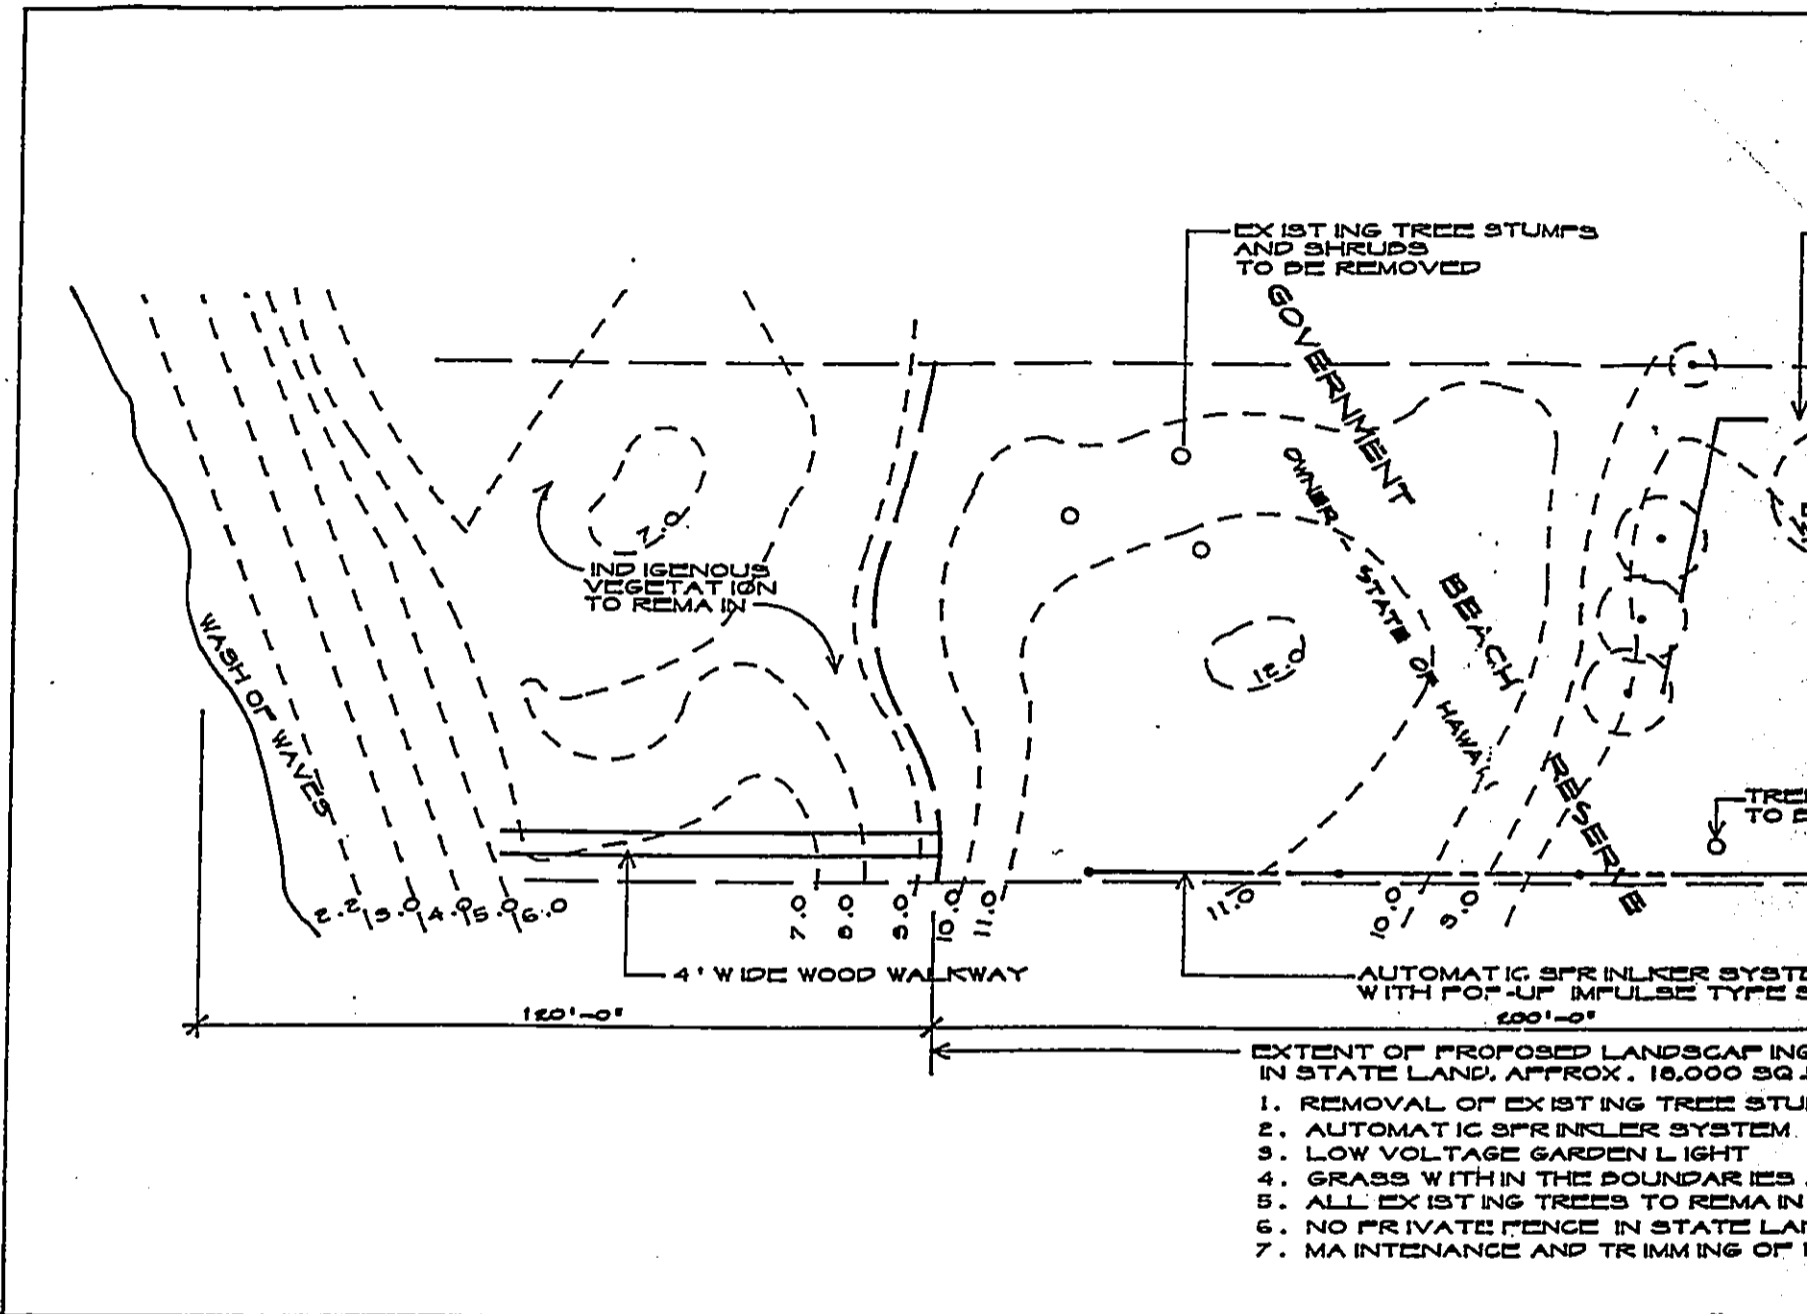 EXISTING TREE STUMPS
AND SHRUBS
TO BE REMOVED
GOVERNMENT
BEACH
RESERVE
OWNER
STATE OF HAWAII
7.0
INDIGENOUS
VEGETATION
TO REMAIN
12.0
WASH OF WAVES
TREE
2.2 3.0 4.0 5.0 6.0
7.0 8.0 9.0 10.0 11.0
11.0 10.0 9.0
4' WIDE WOOD WALKWAY
AUTOMATIC SPRINLKER SYSTE
WITH POP-UP IMPULSE TYPE S
120'-0"
200'-0"
EXTENT OF PROPOSED LANDSCAPING
IN STATE LAND. APPROX. 18,000 SQ.
1. REMOVAL OF EXISTING TREE STU
2. AUTOMATIC SPRINKLER SYSTEM
3. LOW VOLTAGE GARDEN LIGHT
4. GRASS WITHIN THE BOUNDARIES
5. ALL EXISTING TREES TO REMAIN
6. NO PRIVATE FENCE IN STATE LAN
7. MAINTENANCE AND TRIMMING OF